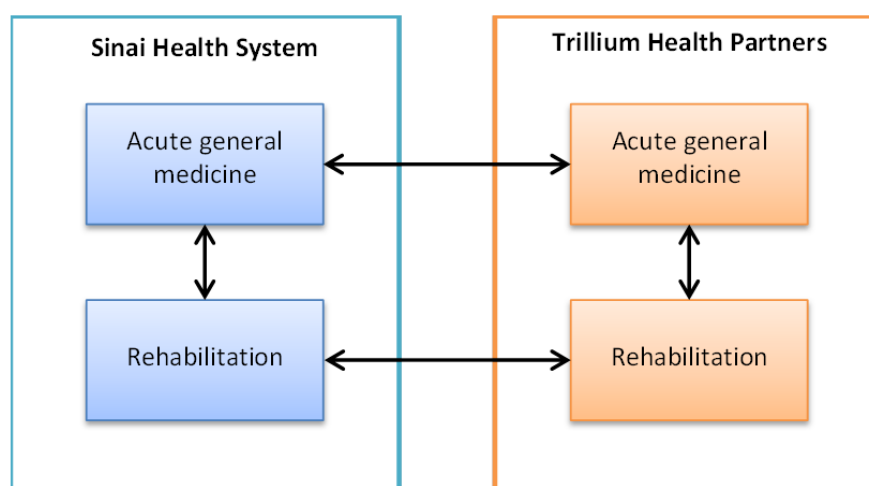 Sinai Health System
Trillium Health Partners
Acute general
medicine
Acute general
medicine
Rehabilitation
Rehabilitation